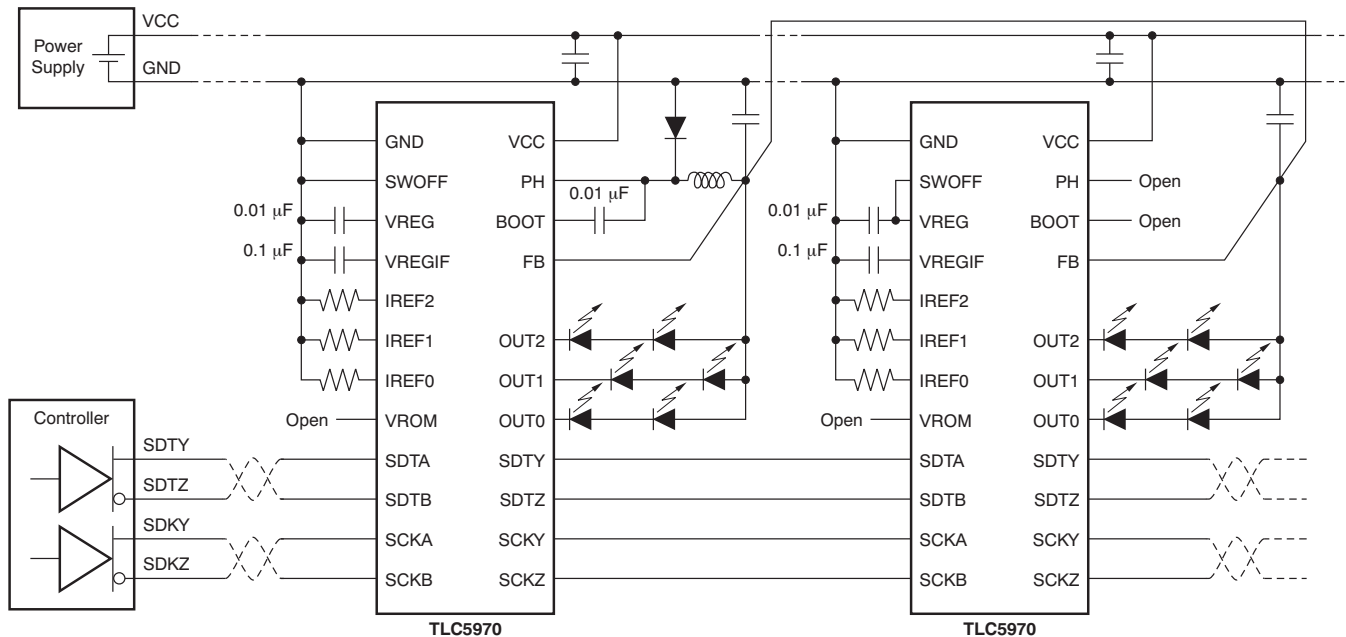 VCC
Power
Supply
GND
GND
SWOFF
0.01 μF
VREG
0.1 μF
VREGIF
IREF2
IREF1
IREF0
Open
VROM
SDTA
SDTB
SCKA
SCKB
VCC
PH
0.01 μF
BOOT
FB
OUT2
OUT1
OUT0
SDTY
SDTZ
SCKY
SCKZ
TLC5970
GND
SWOFF
0.01 μF
VREG
0.1 μF
VREGIF
IREF2
IREF1
IREF0
Open
VROM
SDTA
SDTB
SCKA
SCKB
VCC
PH
Open
BOOT
Open
FB
OUT2
OUT1
OUT0
SDTY
SDTZ
SCKY
SCKZ
TLC5970
Controller
SDTY
SDTZ
SDKY
SDKZ